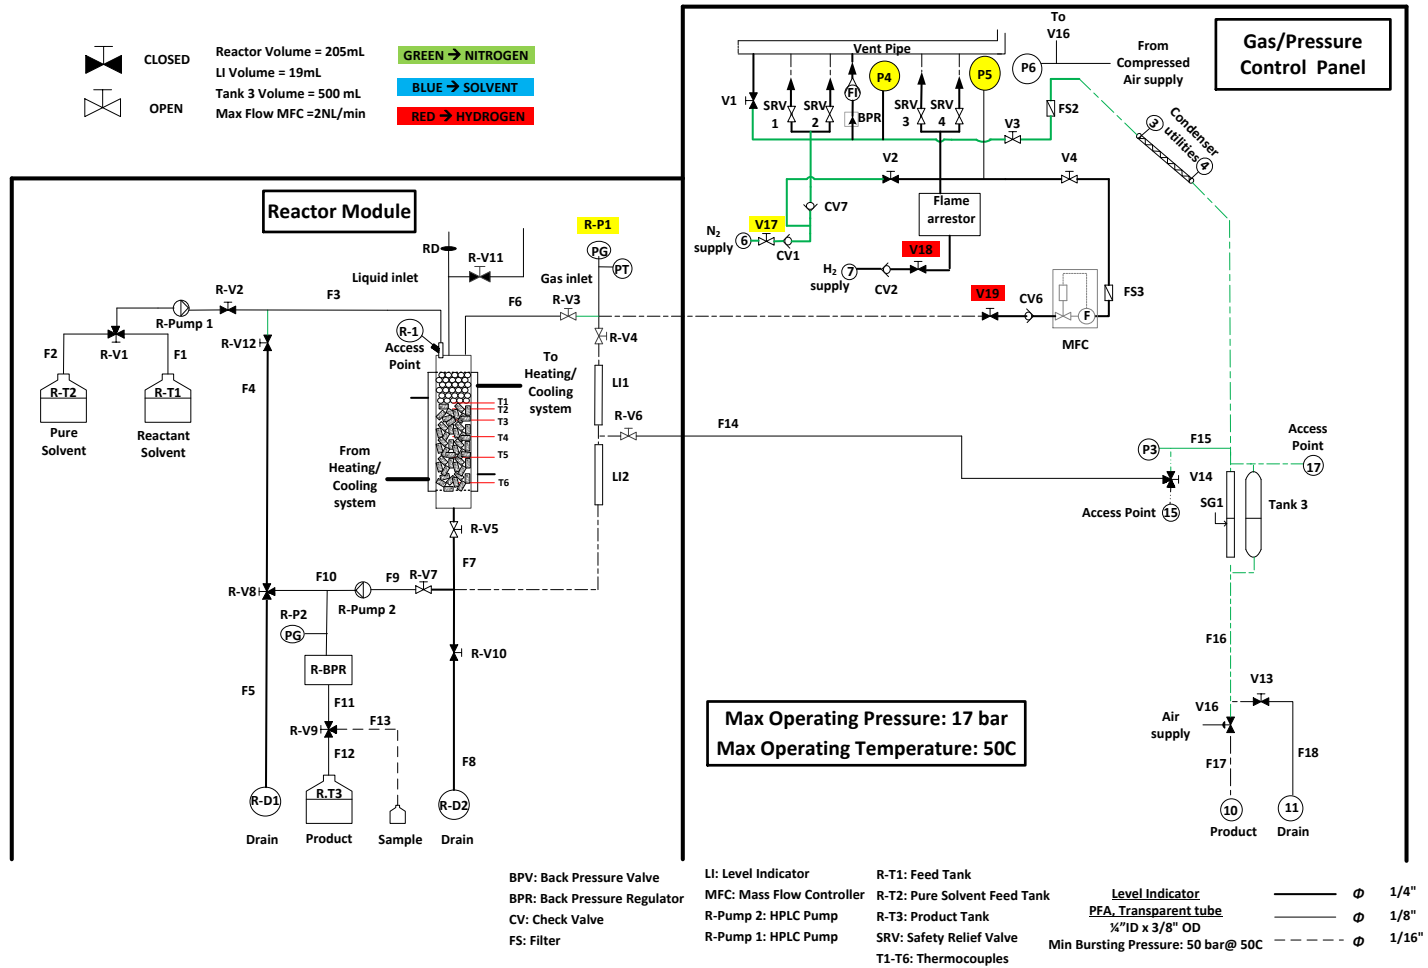 CLOSED
OPEN
Reactor Volume = 205mL
LI Volume = 19mL
Tank 3 Volume = 500 mL
Max Flow MFC =2NL/min
GREEN → NITROGEN
BLUE → SOLVENT
RED → HYDROGEN
Reactor Module
Gas/Pressure
Control Panel
To
V16
From
Compressed
Air supply
P6
Vent Pipe
P4
P5
V1
SRV
1
SRV
2
FI
BPR
SRV
3
SRV
4
V3
FS2
3
Condenser
utilities
4
V2
V4
CV7
Flame
arrestor
N2
supply
6
V17
CV1
V18
H2
supply
7
CV2
V19
CV6
F
MFC
FS3
R-P1
PG
PT
RD
R-V11
Liquid inlet
Gas inlet
R-V2
F3
F6
R-V3
R-Pump 1
R-V12
R-1
Access
Point
R-V4
R-V1
F2
F1
R-T2
R-T1
Pure
Solvent
Reactant
Solvent
F4
To
Heating/
Cooling
system
From
Heating/
Cooling
system
T1
T2
T3
T4
T5
T6
LI1
R-V6
LI2
F14
R-V5
F7
R-V7
F9
F10
R-Pump 2
R-V8
R-P2
PG
R-BPR
R-V10
F5
F11
F13
R-V9
F12
F8
R-D1
R.T3
R-D2
Drain
Product
Sample
Drain
P3
F15
Access
Point
17
V14
SG1
Tank 3
Access Point
15
F16
V13
V16
Air
supply
F17
F18
10
11
Product
Drain
Max Operating Pressure: 17 bar
Max Operating Temperature: 50C
BPV: Back Pressure Valve
BPR: Back Pressure Regulator
CV: Check Valve
FS: Filter
LI: Level Indicator
MFC: Mass Flow Controller
R-Pump 2: HPLC Pump
R-Pump 1: HPLC Pump
R-T1: Feed Tank
R-T2: Pure Solvent Feed Tank
R-T3: Product Tank
SRV: Safety Relief Valve
T1-T6: Thermocouples
Level Indicator
PFA, Transparent tube
¼”ID x 3/8" OD
Min Bursting Pressure: 50 bar@ 50C
Φ 1/4"
Φ 1/8"
Φ 1/16"